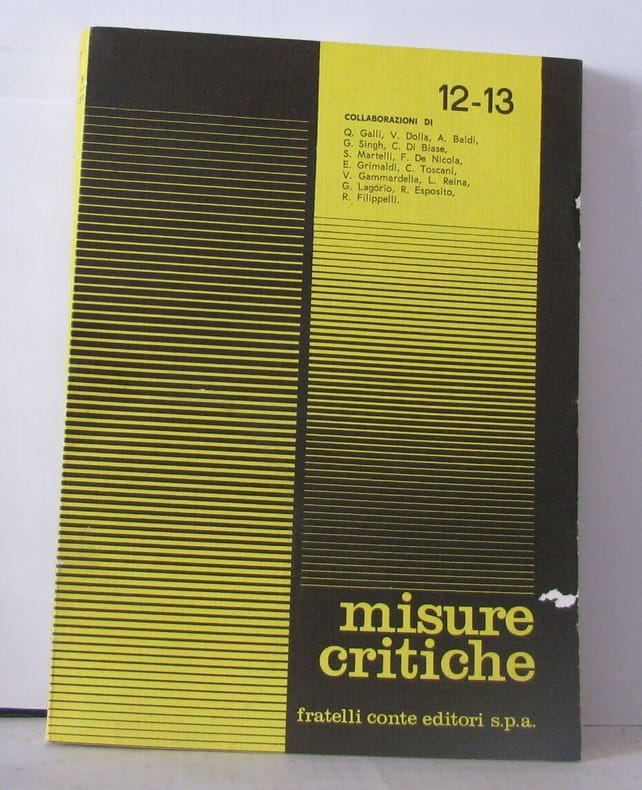 12-13
COLLABORAZIONI DI
Q. Galli, V. Dolla, A. Baldi,
G. Singh, C. Di Biase,
S. Martelli, F. De Nicola,
E. Grimaldi, C. Toscani,
V. Gammardella, L. Reina,
G. Lagorio, R. Esposito,
R. Filippelli.
misure
critiche
fratelli conte editori s.p.a.